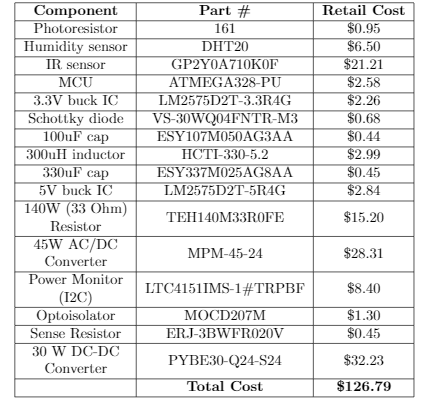 Component Part # Retail Cost
Photoresistor 161 $0.95
Humidity sensor DHT20 $6.50
IR sensor GP2Y0A710K0F $21.21
MCU ATMEGA328-PU $2.58
3.3V buck IC LM2575D2T-3.3R4G $2.26
Schottky diode VS-30WQ04FNTR-M3 $0.68
100uF cap ESY107M050AG3AA $0.44
300uH inductor HCTI-330-5.2 $2.99
330uF cap ESY337M025AG8AA $0.45
5V buck IC LM2575D2T-5R4G $2.84
140W (33 Ohm)
Resistor TEH140M33R0FE $15.20
45W AC/DC
Converter MPM-45-24 $28.31
Power Monitor
(I2C) LTC4151IMS-1#TRPBF $8.40
Optoisolator MOCD207M $1.30
Sense Resistor ERJ-3BWFR020V $0.45
30 W DC-DC
Converter PYBE30-Q24-S24 $32.23
Total Cost $126.79